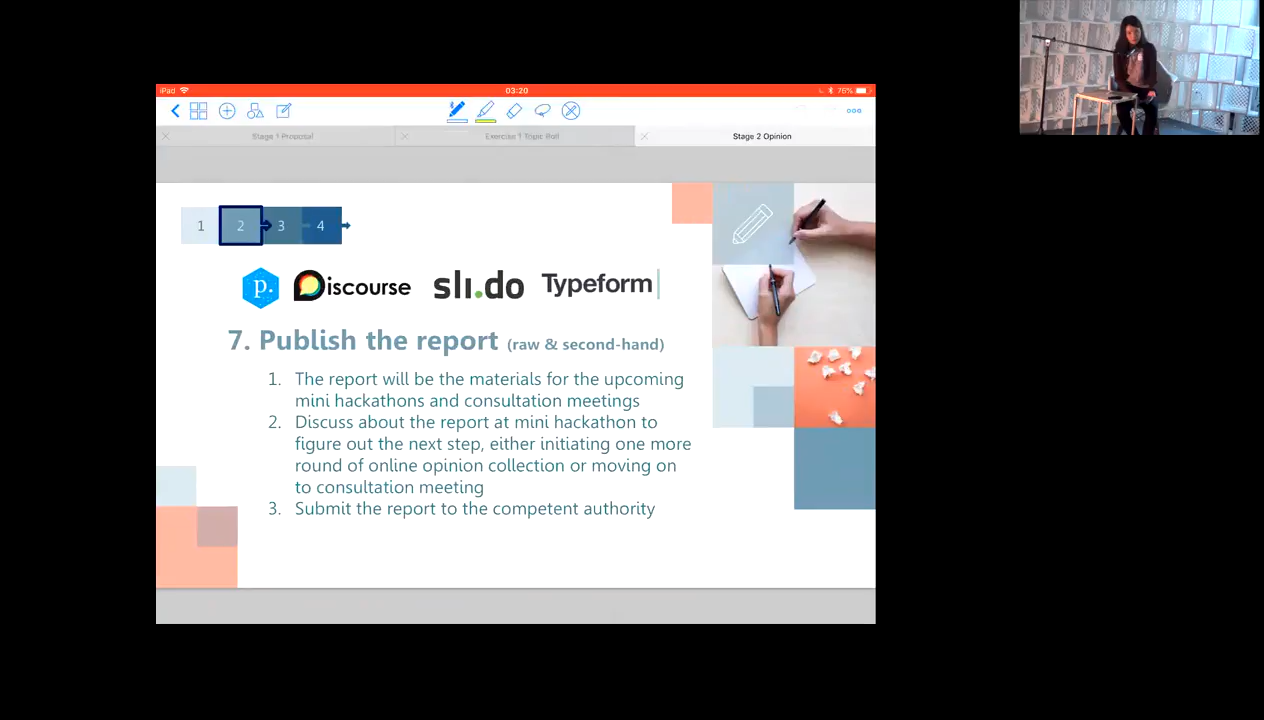 iPad 03:20 76%
Stage 1 Proposal Exercise 1 Topic Roll Stage 2 Opinion
1 2 3 4
p. Discourse sli.do Typeform
7. Publish the report (raw & second-hand)
1. The report will be the materials for the upcoming
mini hackathons and consultation meetings
2. Discuss about the report at mini hackathon to
figure out the next step, either initiating one more
round of online opinion collection or moving on
to consultation meeting
3. Submit the report to the competent authority